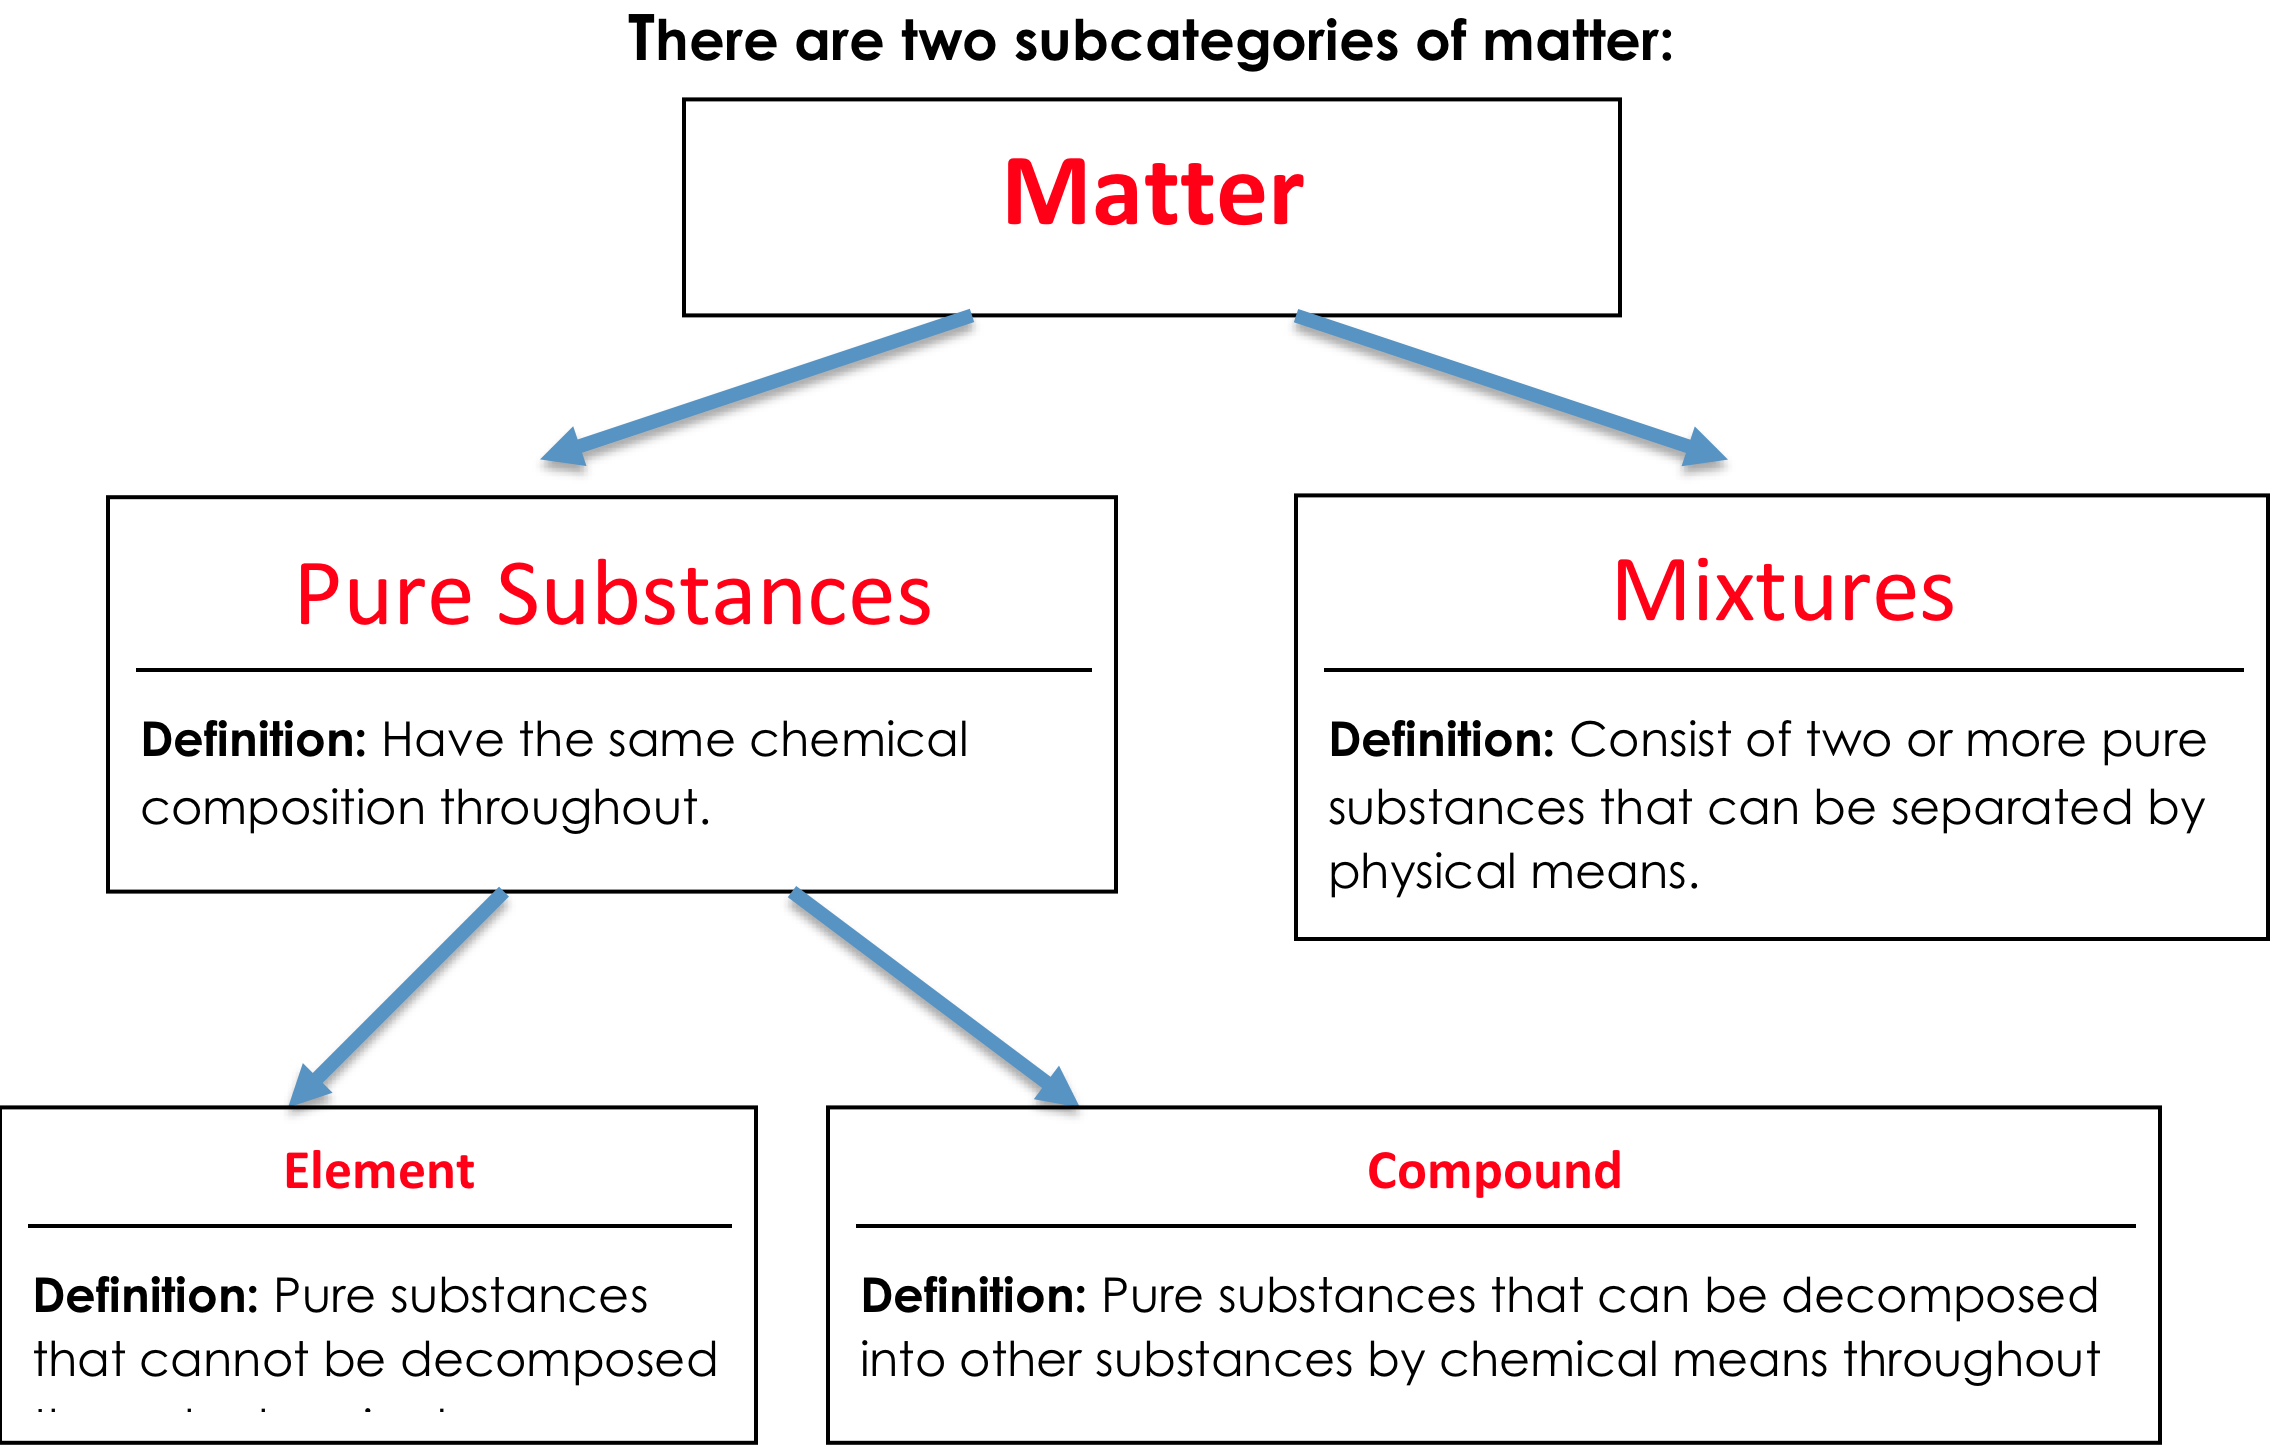 There are two subcategories of matter:
Matter
Pure Substances
Definition: Have the same chemical
composition throughout.
Mixtures
Definition: Consist of two or more pure
substances that can be separated by
physical means.
Element
Definition: Pure substances
that cannot be decomposed
Compound
Definition: Pure substances that can be decomposed
into other substances by chemical means throughout